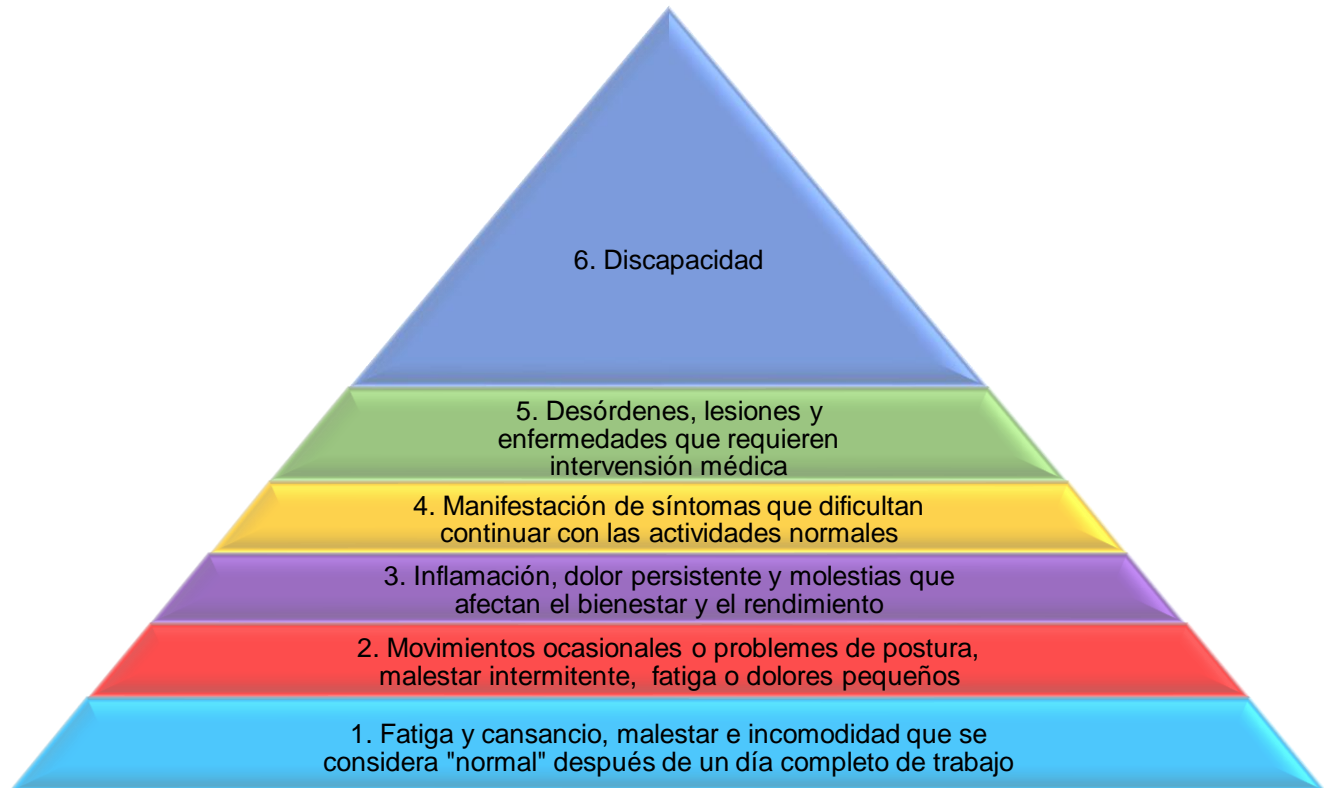 6. Discapacidad
5. Desórdenes, lesiones y
enfermedades que requieren
intervensión médica
4. Manifestación de síntomas que dificultan
continuar con las actividades normales
3. Inflamación, dolor persistente y molestias que
afectan el bienestar y el rendimiento
2. Movimientos ocasionales o problemas de postura,
malestar intermitente, fatiga o dolores pequeños
1. Fatiga y cansancio, malestar e incomodidad que se
considera "normal" después de un día completo de trabajo